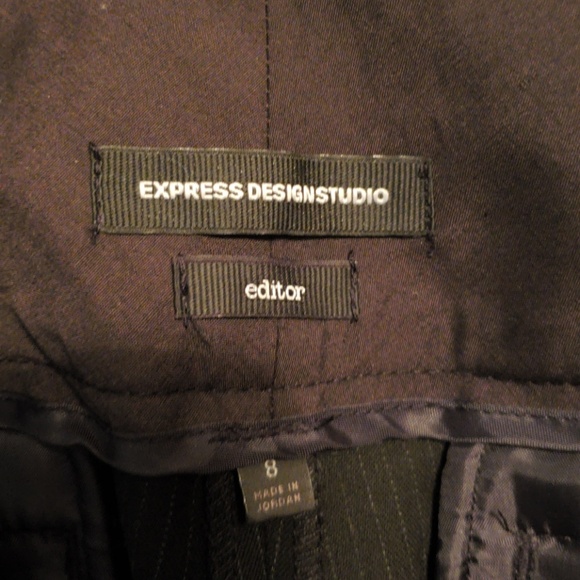 EXPRESS DESIGNSTUDIO
editor
8
MADE IN
JORDAN